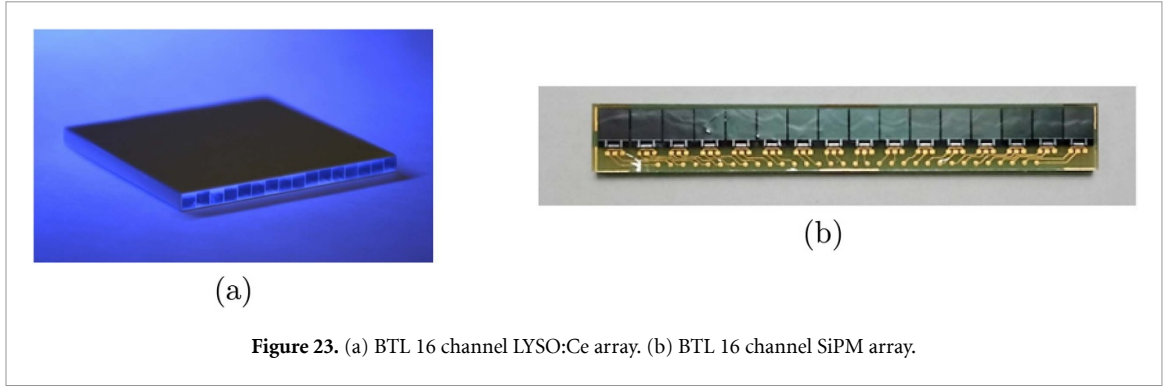 (a)
(b)
Figure 23. (a) BTL 16 channel LYSO:Ce array. (b) BTL 16 channel SiPM array.